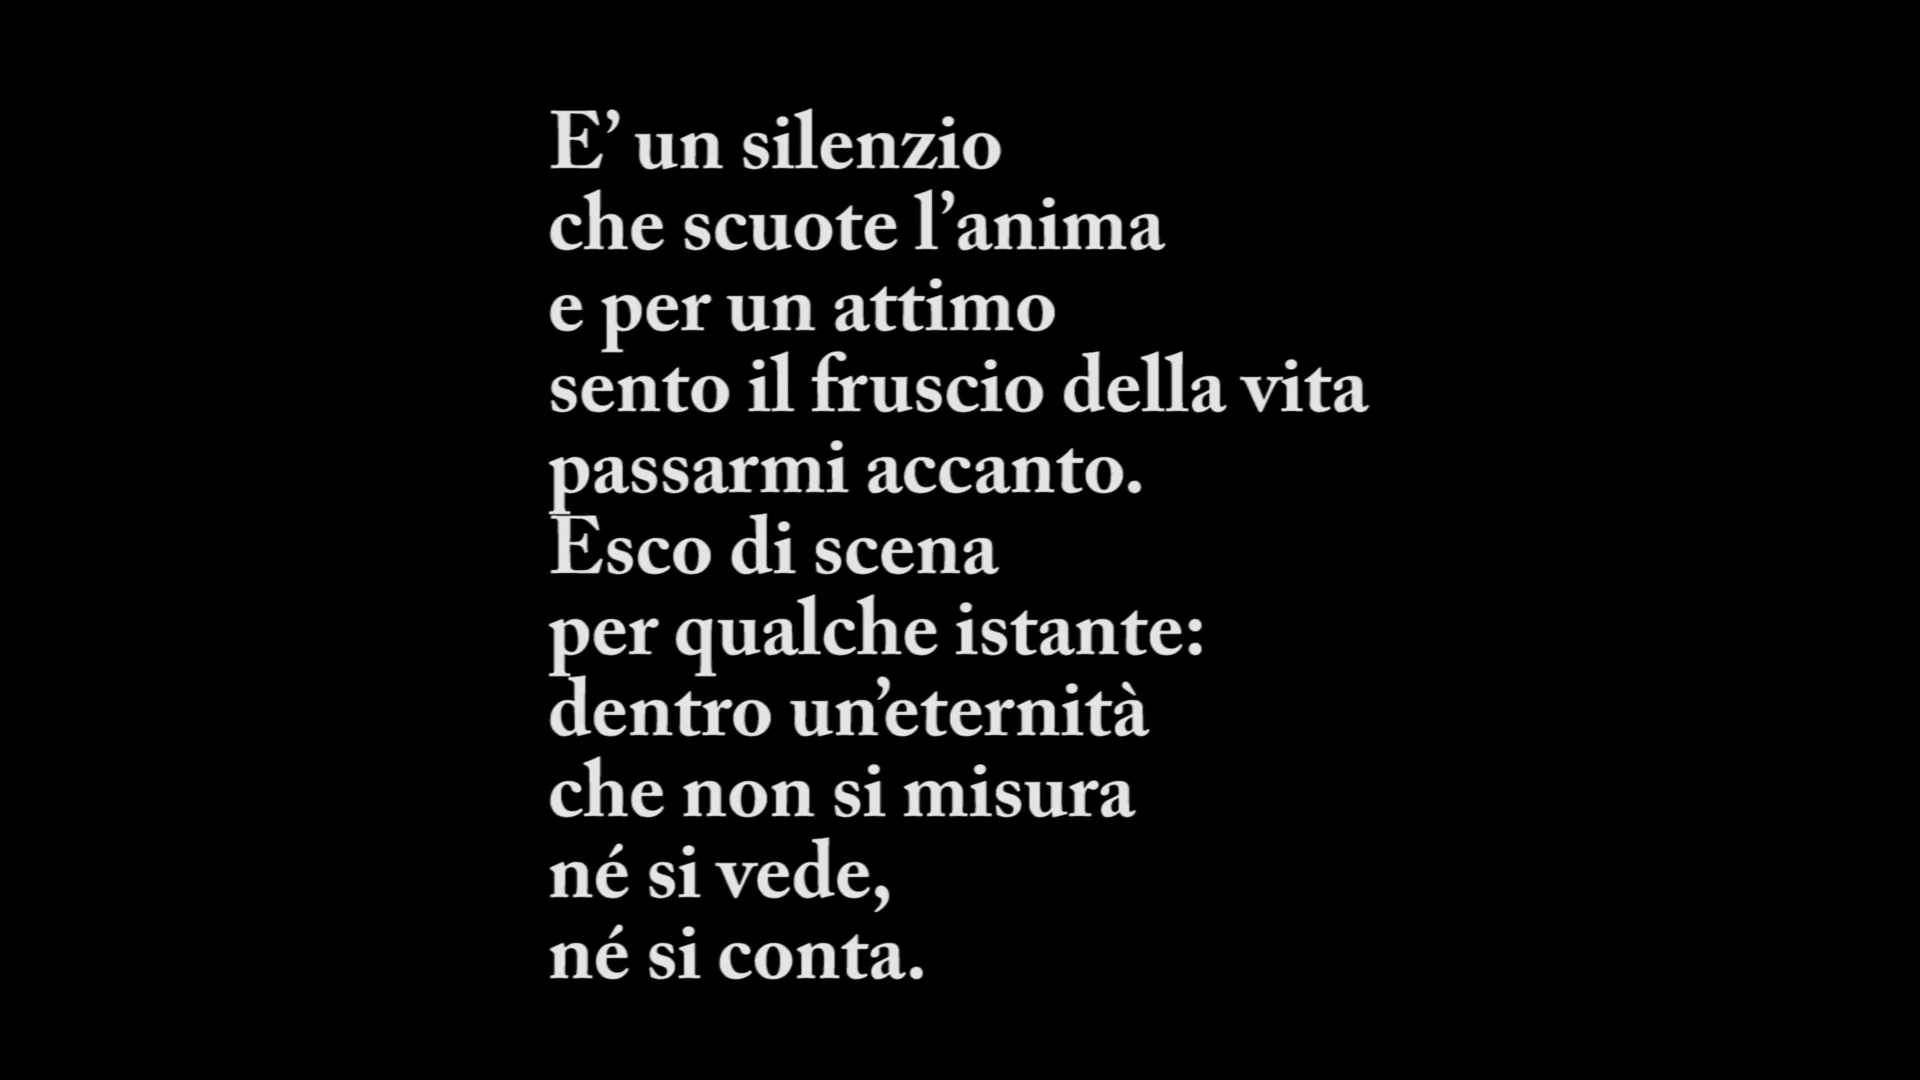 E’ un silenzio
che scuote l’anima
e per un attimo
sento il fruscio della vita
passarmi accanto.
Esco di scena
per qualche istante:
dentro un’eternità
che non si misura
né si vede,
né si conta.